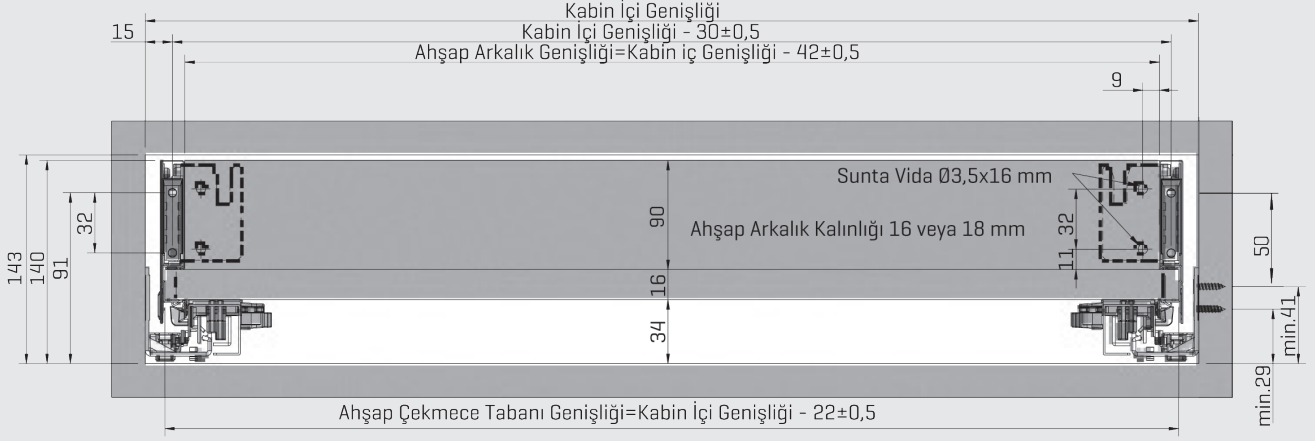 Kabin İçi Genişliği
15
Kabin İçi Genişliği - 30±0,5
Ahşap Arkalık Genişliği=Kabin iç Genişliği - 42±0,5
9
Sunta Vida Ø3,5x16 mm
Ahşap Arkalık Kalınlığı 16 veya 18 mm
143
140
91
32
90
16
34
32
11
50
min.41
min.29
Ahşap Çekmece Tabanı Genişliği=Kabin İçi Genişliği - 22±0,5